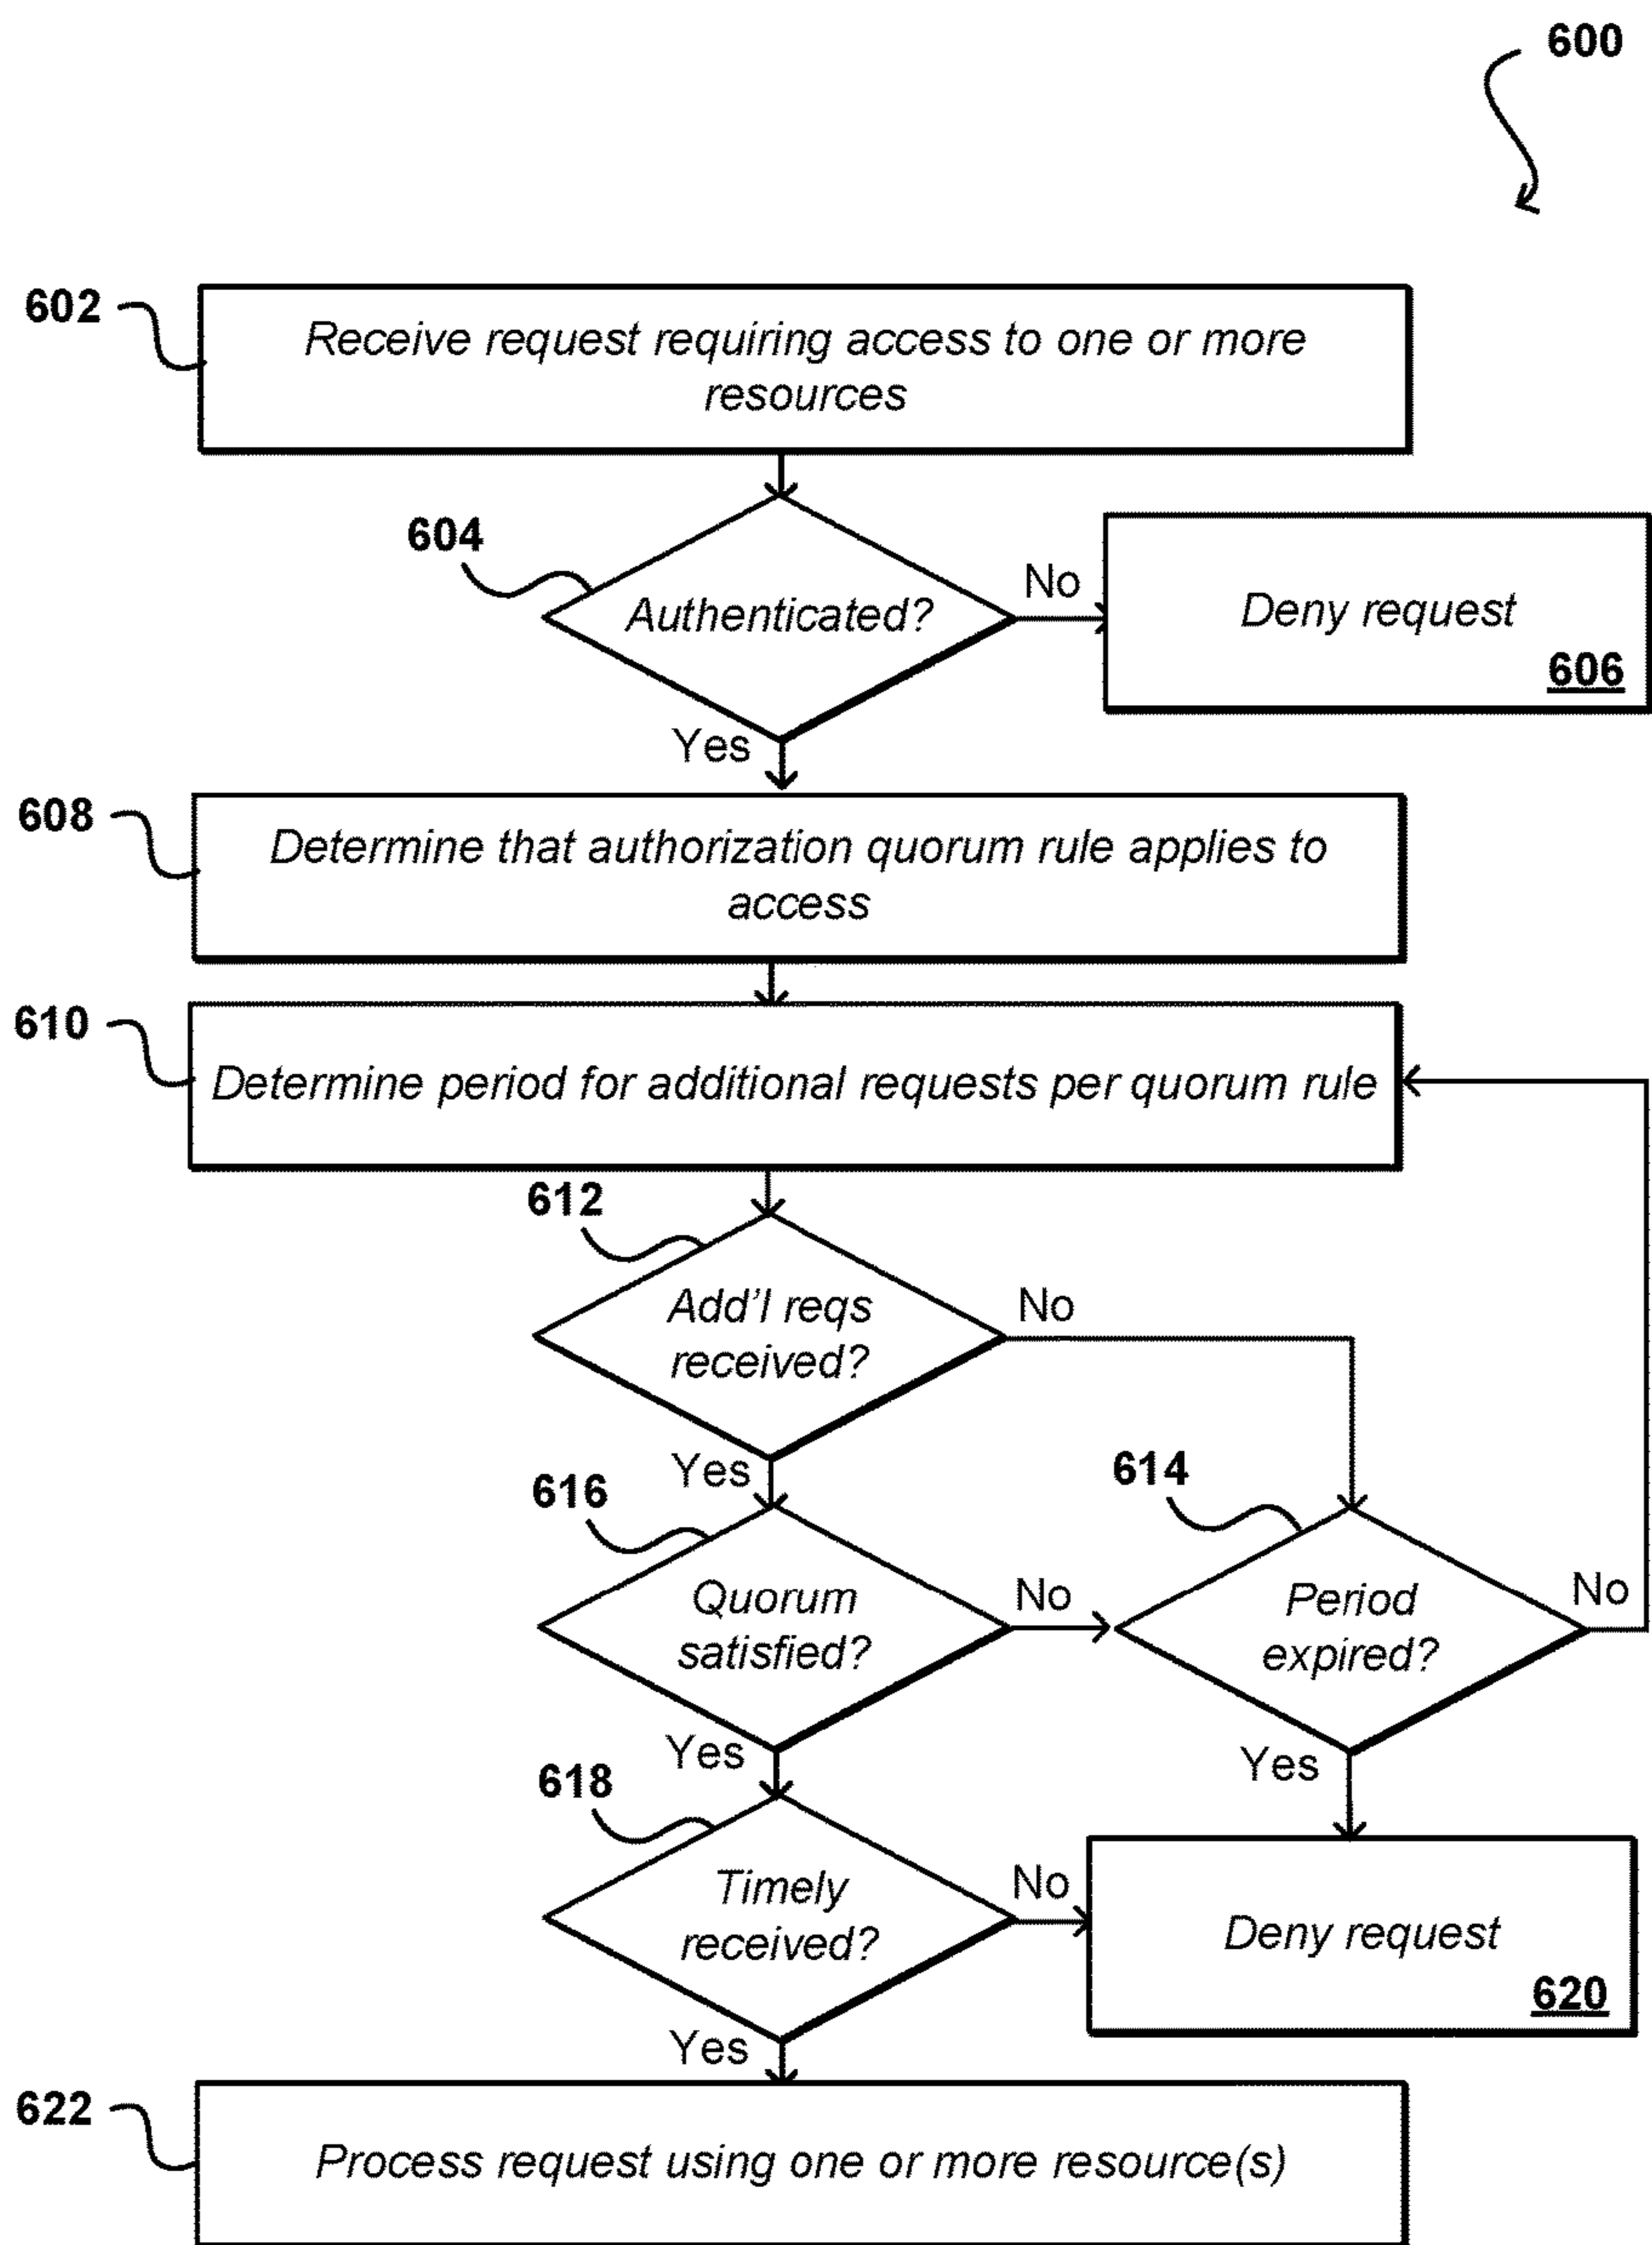 600
602
Receive request requiring access to one or more
resources
604
Authenticated?
No
Deny request
606
Yes
608
Determine that authorization quorum rule applies to
access
610
Determine period for additional requests per quorum rule
612
Add'l reqs
received?
No
Yes
616
614
Quorum
satisfied?
No
Period
expired?
No
Yes
Yes
618
Timely
received?
No
Deny request
620
Yes
622
Process request using one or more resource(s)